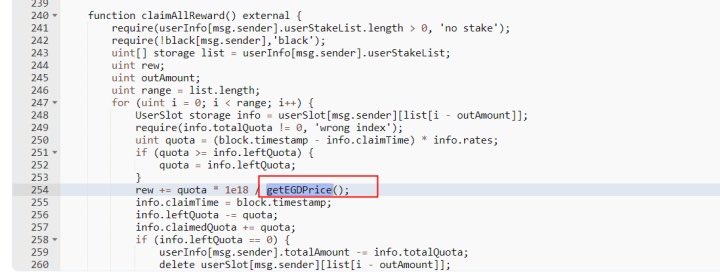 239
240 function claimAllReward() external {
241 require(userInfo[msg.sender].userStakeList.length > 0, 'no stake');
242 require(!black[msg.sender],'black');
243 uint[] storage list = userInfo[msg.sender].userStakeList;
244 uint rew;
245 uint outAmount;
246 uint range = list.length;
247 for (uint i = 0; i < range; i++) {
248 UserSlot storage info = userSlot[msg.sender][list[i - outAmount]];
249 require(info.totalQuota != 0, 'wrong index');
250 uint quota = (block.timestamp - info.claimTime) * info.rates;
251 if (quota >= info.leftQuota) {
252 quota = info.leftQuota;
253 }
254 rew += quota * 1e18 / getEGDPrice();
255 info.claimTime = block.timestamp;
256 info.leftQuota -= quota;
257 info.claimedQuota += quota;
258 if (info.leftQuota == 0) {
259 userInfo[msg.sender].totalAmount -= info.totalQuota;
260 delete userSlot[msg.sender][list[i - outAmount]];